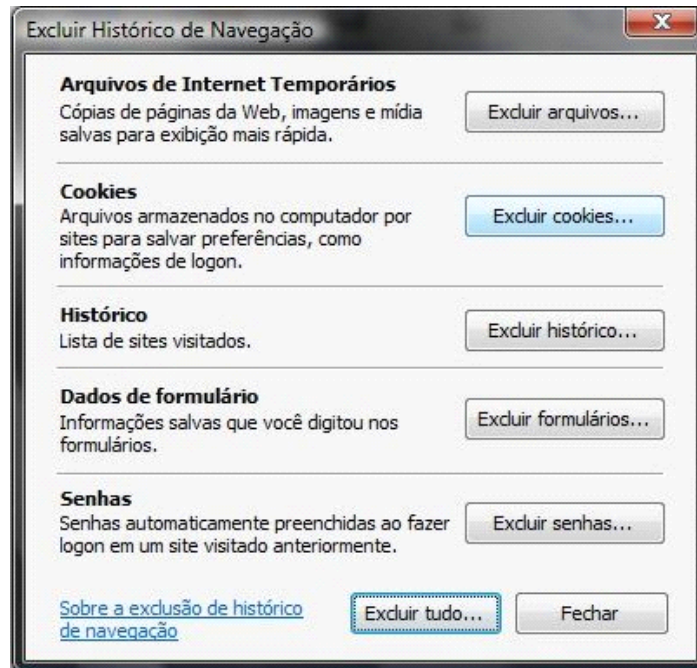 Excluir Histórico de Navegação
Arquivos de Internet Temporários
Cópias de páginas da Web, imagens e mídia
salvas para exibição mais rápida.
Excluir arquivos...
Cookies
Arquivos armazenados no computador por
sites para salvar preferências, como
informações de logon.
Excluir cookies...
Histórico
Lista de sites visitados.
Excluir histórico...
Dados de formulário
Informações salvas que você digitou nos
formulários.
Excluir formulários...
Senhas
Senhas automaticamente preenchidas ao fazer
logon em um site visitado anteriormente.
Excluir senhas...
Sobre a exclusão de histórico
de navegação
Excluir tudo...
Fechar